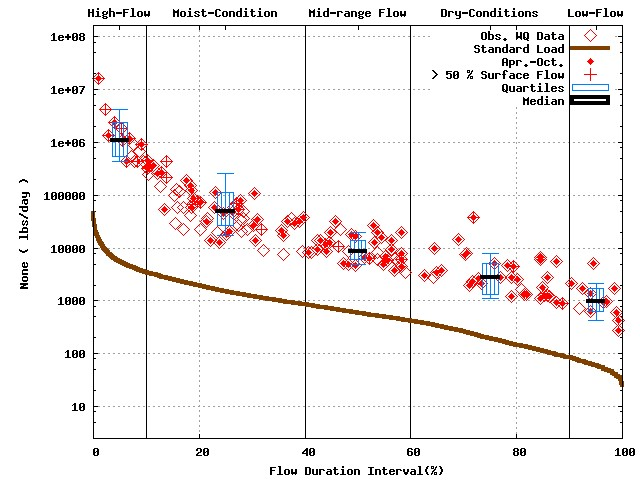 High-Flow Moist-Condition Mid-range Flow Dry-Conditions Low-Flow
Obs. WQ Data
Standard Load
Apr.-Oct.
> 50 % Surface Flow
Quartiles
Median
1e+08
1e+07
1e+06
100000
10000
1000
100
10
None ( lbs/day )
0 20 40 60 80 100
Flow Duration Interval(%)